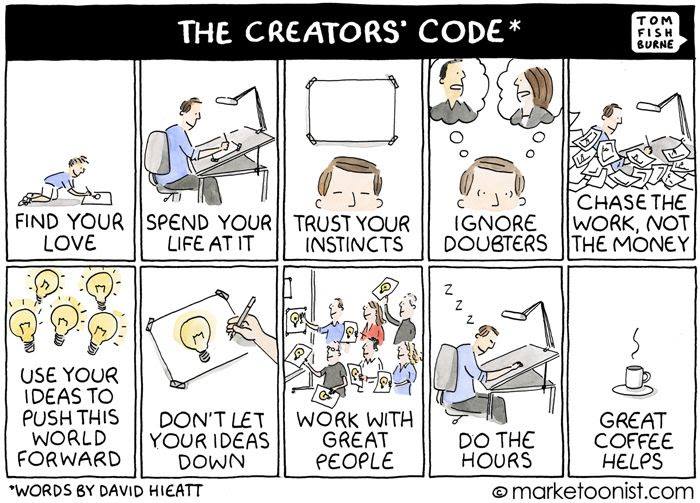 THE CREATORS' CODE*
TOM
FISH
BURNE
FIND YOUR
LOVE
SPEND YOUR
LIFE AT IT
TRUST YOUR
INSTINCTS
IGNORE
DOUBTERS
CHASE THE
WORK, NOT
THE MONEY
USE YOUR
IDEAS TO
PUSH THIS
WORLD
FORWARD
DON'T LET
YOUR IDEAS
DOWN
WORK WITH
GREAT
PEOPLE
Z
Z
Z
DO THE
HOURS
GREAT
COFFEE
HELPS
*WORDS BY DAVID HIEATT
© marketoonist.com